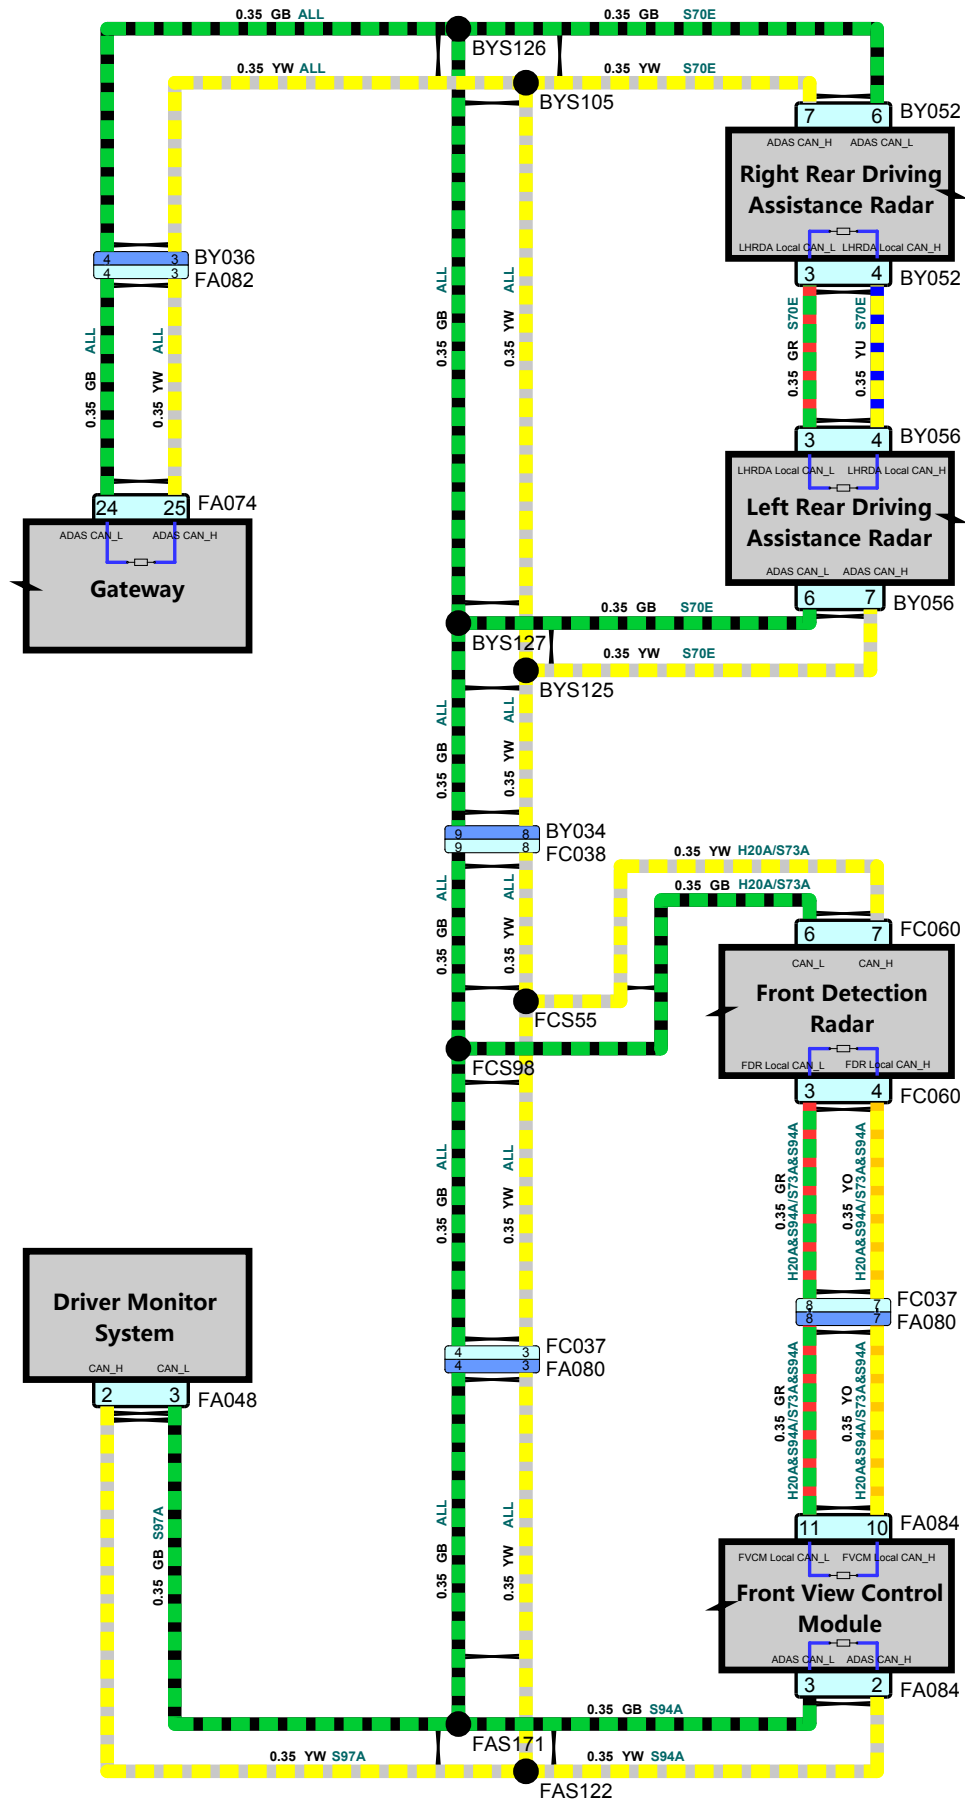 0.35 GB ALL
0.35 GB S70E
BYS126
0.35 YW ALL
0.35 YW S70E
BYS105
7 6 BY052
ADAS CAN_H ADAS CAN_L
Right Rear Driving
Assistance Radar
LHRDA Local CAN_L LHRDA Local CAN_H
3 4 BY052
4 3 BY036
4 3 FA082
0.35 GB ALL
0.35 YW ALL
0.35 GB ALL
0.35 YW ALL
0.35 GR S70E
0.35 YU S70E
3 4 BY056
LHRDA Local CAN_L LHRDA Local CAN_H
Left Rear Driving
Assistance Radar
ADAS CAN_L ADAS CAN_H
6 7 BY056
24 25 FA074
ADAS CAN_L ADAS CAN_H
Gateway
0.35 GB S70E
BYS127
0.35 YW S70E
BYS125
0.35 GB ALL
0.35 YW ALL
9 8 BY034
9 8 FC038
0.35 YW H20A/S73A
0.35 GB H20A/S73A
0.35 GB ALL
0.35 YW ALL
6 7 FC060
CAN_L CAN_H
Front Detection
Radar
FDR Local CAN_L FDR Local CAN_H
3 4 FC060
FCS55
FCS98
0.35 GB ALL
0.35 YW ALL
0.35 GR
H20A&S94A/S73A&S94A
0.35 YO
H20A&S94A/S73A&S94A
8 7 FC037
8 7 FA080
Driver Monitor
System
CAN_H CAN_L
2 3 FA048
4 3 FC037
4 3 FA080
0.35 GR
H20A&S94A/S73A&S94A
0.35 YO
H20A&S94A/S73A&S94A
0.35 GB S97A
0.35 GB ALL
0.35 YW ALL
11 10 FA084
FVCM Local CAN_L FVCM Local CAN_H
Front View Control
Module
ADAS CAN_L ADAS CAN_H
3 2 FA084
0.35 GB S94A
FAS171
0.35 YW S97A
0.35 YW S94A
FAS122